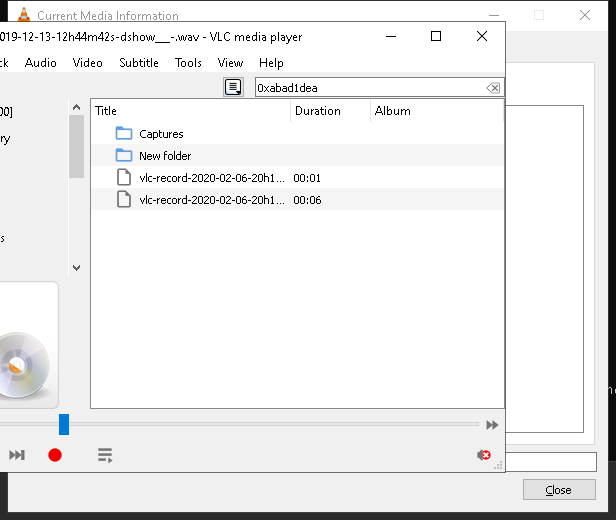 Current Media Information
019-12-13-12h44m42s-dshow__-.wav - VLC media player
ck Audio Video Subtitle Tools View Help
0xabad1dea
00]
Title Duration Album
Captures
ry
New folder
vlc-record-2020-02-06-20h1... 00:01
vlc-record-2020-02-06-20h1... 00:06
s
Close